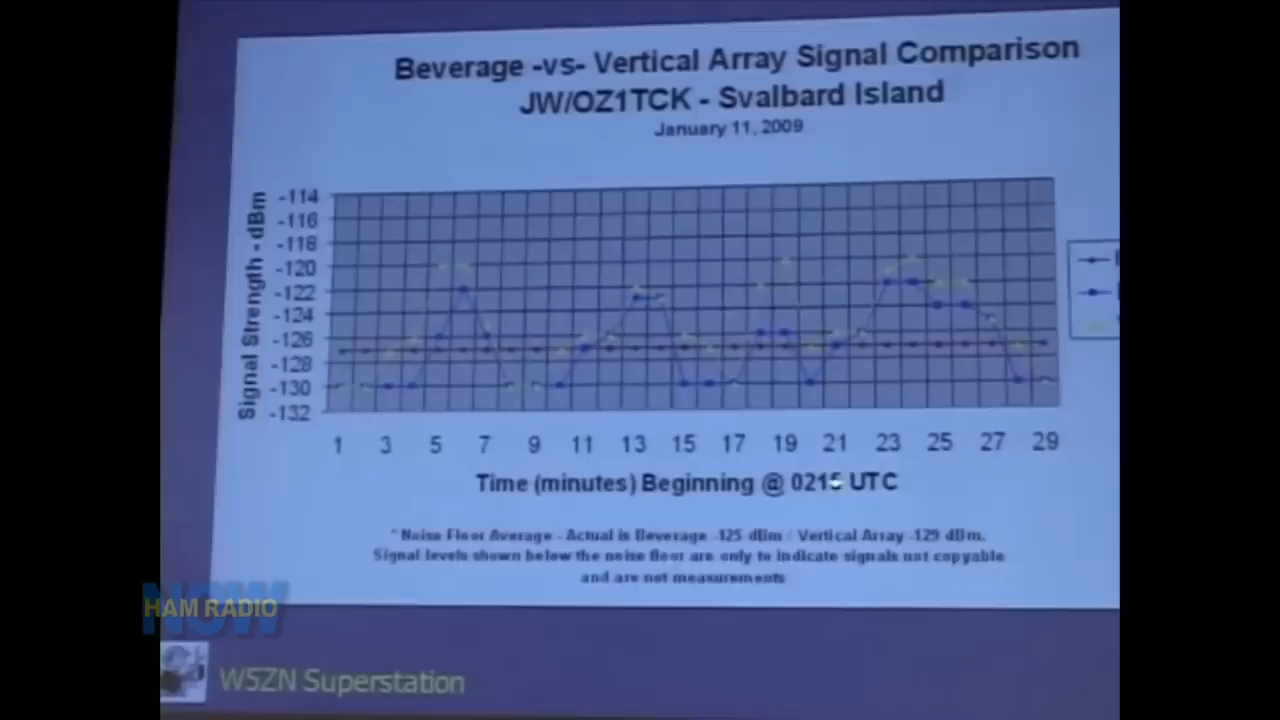 Beverage -vs- Vertical Array Signal Comparison
JW/OZ1TCK - Svalbard Island
January 11, 2009
Signal Strength - dBm
-114
-116
-118
-120
-122
-124
-126
-128
-130
-132
1 3 5 7 9 11 13 15 17 19 21 23 25 27 29
Time (minutes) Beginning @ 0215 UTC
* Noise Floor Average - Actual is Beverage -125 dBm / Vertical Array -129 dBm.
Signal levels shown below the noise floor are only to indicate signals not copyable
and are not measurements
NOW
HAM RADIO
W5ZN Superstation